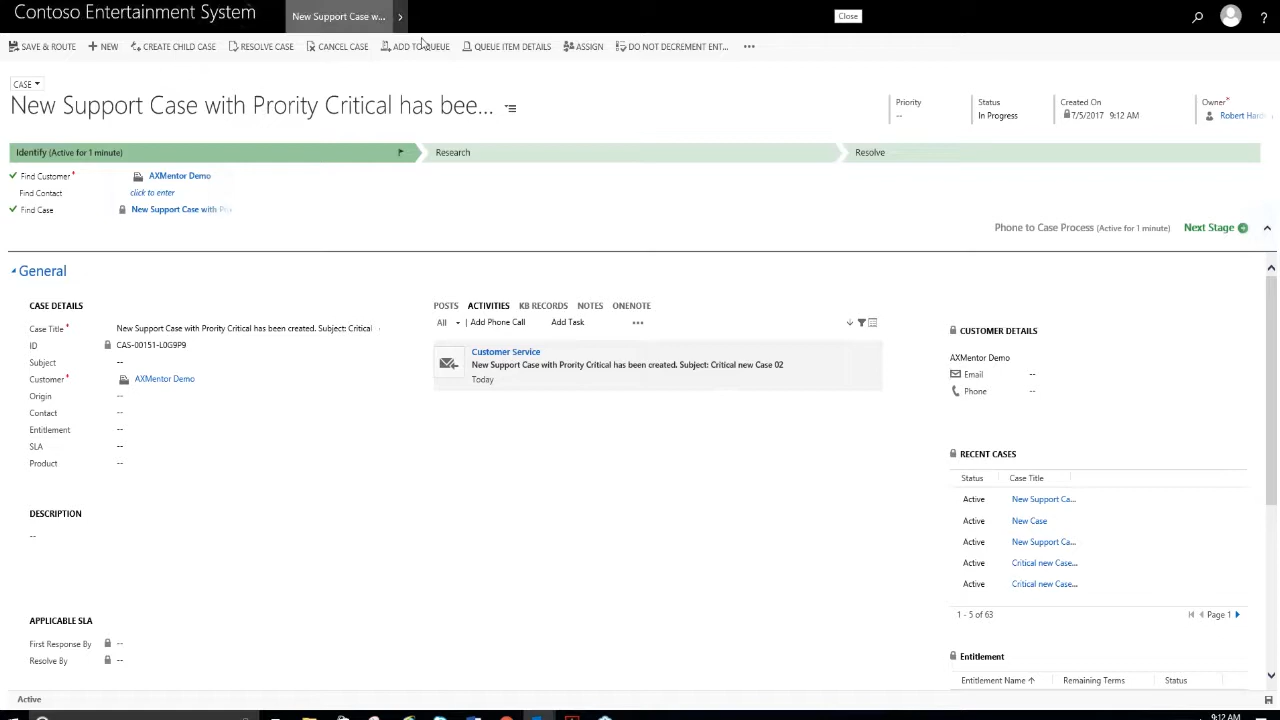 Contoso Entertainment System
New Support Case w...
Close
?
SAVE & ROUTE
NEW
CREATE CHILD CASE
RESOLVE CASE
CANCEL CASE
ADD TO QUEUE
QUEUE ITEM DETAILS
ASSIGN
DO NOT DECREMENT ENT...
CASE
New Support Case with Prority Critical has bee...
Priority
--
Status
In Progress
Created On
7/5/2017 9:12 AM
Owner*
Robert
Identify (Active for 1 minute)
Research
Resolve
Find Customer * AXMentor Demo
Find Contact click to enter
Find Case New Support Case with
Phone to Case Process (Active for 1 minute) Next Stage
General
CASE DETAILS
Case Title * New Support Case with Prority Critical has been created. Subject: Critical
ID CAS-00151-L0G9P9
Subject --
Customer * AXMentor Demo
Origin --
Contact --
Entitlement --
SLA --
Product --
DESCRIPTION
--
APPLICABLE SLA
First Response By --
Resolve By --
POSTS ACTIVITIES KB RECORDS NOTES ONENOTE
All | Add Phone Call Add Task
Customer Service
New Support Case with Prority Critical has been created. Subject: Critical new Case 02
Today
CUSTOMER DETAILS
AXMentor Demo
Email --
Phone --
RECENT CASES
Status Case Title
Active New Support Ca...
Active New Case
Active New Support Ca...
Active Critical new Case...
Active Critical new Case...
1 - 5 of 63 Page 1
Entitlement
Entitlement Name Remaining Terms Status
Active
9:12 AM